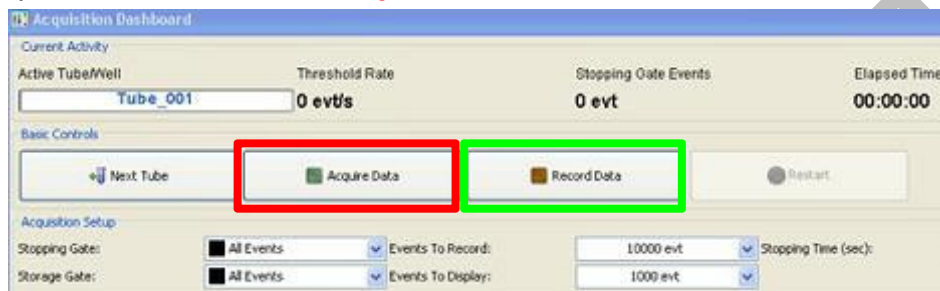 Acquisition Dashboard
Current Activity
Active Tube/Well Threshold Rate Stopping Gate Events Elapsed Time
Tube_001 0 evt/s 0 evt 00:00:00
Basic Controls
Next Tube Acquire Data Record Data Restart
Acquisition Setup
Stopping Gate: All Events Events To Record: 10000 evt Stopping Time (sec):
Storage Gate: All Events Events To Display: 1000 evt